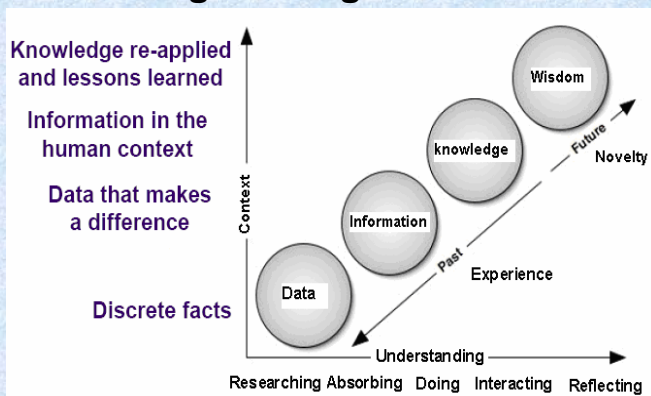 Knowledge re-applied
and lessons learned
Information in the
human context
Data that makes
a difference
Discrete facts
Context
Wisdom
knowledge
Information
Data
Future
Novelty
Past
Experience
Understanding
Researching Absorbing Doing Interacting Reflecting